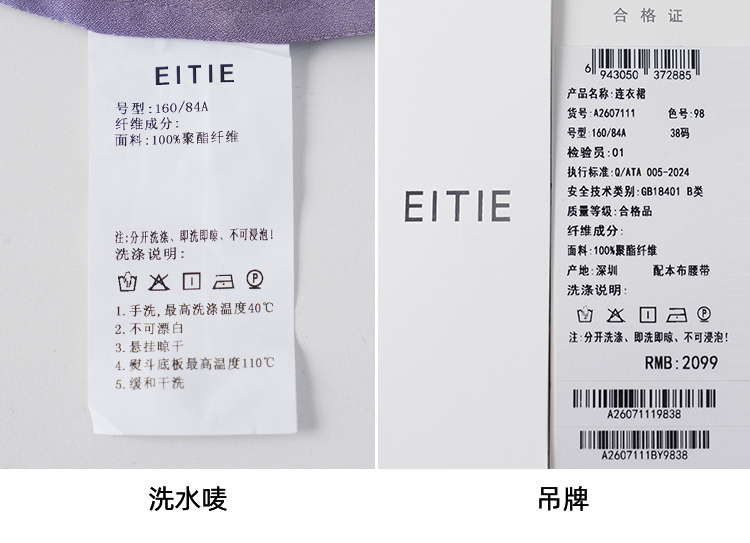 EITIE
号型:160/84A
纤维成分:
面料:100%聚酯纤维
注:分开洗涤、即洗即晾、不可浸泡!
洗涤说明:
1.手洗,最高洗涤温度40℃
2.不可漂白
3.悬挂晾干
4.熨斗底板最高温度110℃
5.缓和干洗
洗水唛
EITIE
合格证
6 943050 372885
产品名称:连衣裙
货号:A2607111 色号:98
号型:160/84A 38码
检验员:01
执行标准:Q/ATA 005-2024
安全技术类别:GB18401 B类
质量等级:合格品
纤维成分:
面料:100%聚酯纤维
产地:深圳 配本布腰带
洗涤说明:
注:分开洗涤、即洗即晾、不可浸泡!
RMB:2099
A26071119838
A2607111BY9838
吊牌